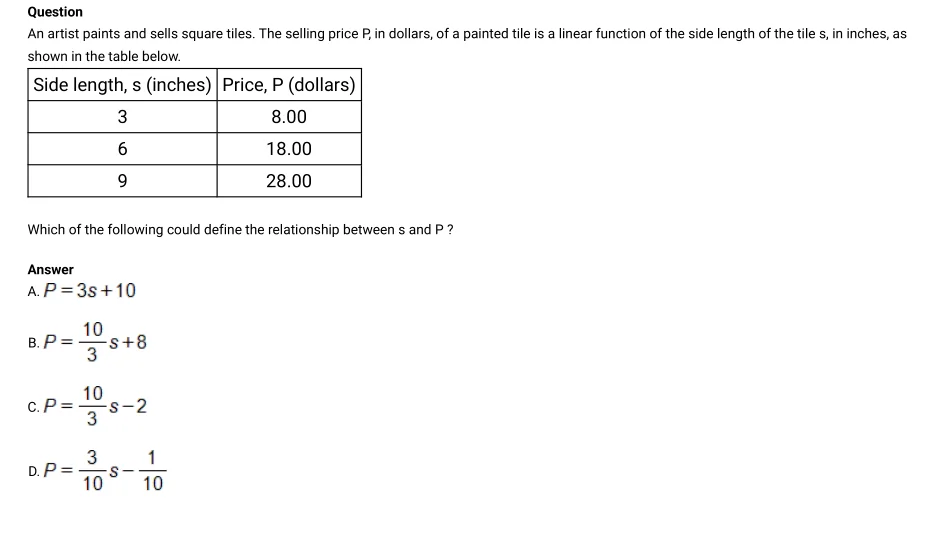 Question
An artist paints and sells square tiles. The selling price P, in dollars, of a painted tile is a linear function of the side length of the tile s, in inches, as
shown in the table below.
Side length, s (inches) Price, P (dollars)
3 8.00
6 18.00
9 28.00
Which of the following could define the relationship between s and P ?
Answer
A. P = 3s + 10
B. P = 10/3 s + 8
C. P = 10/3 s − 2
D. P = 3/10 s − 1/10